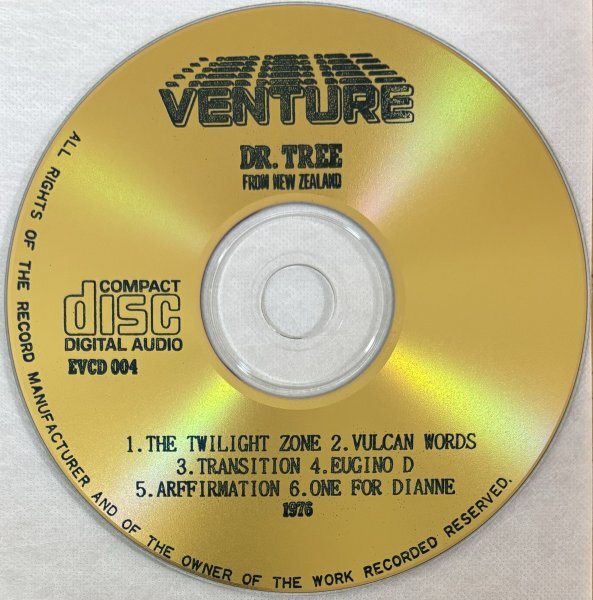 VENTURE
DR. TREE
FROM NEW ZEALAND
COMPACT
disc
DIGITAL AUDIO
EVCD 004
1.THE TWILIGHT ZONE 2.VULCAN WORDS
3.TRANSITION 4.EUGINO D
5.ARFFIRMATION 6.ONE FOR DIANNE
1976
ALL RIGHTS OF THE RECORD MANUFACTURER AND OF THE OWNER OF THE WORK RECORDED RESERVED.